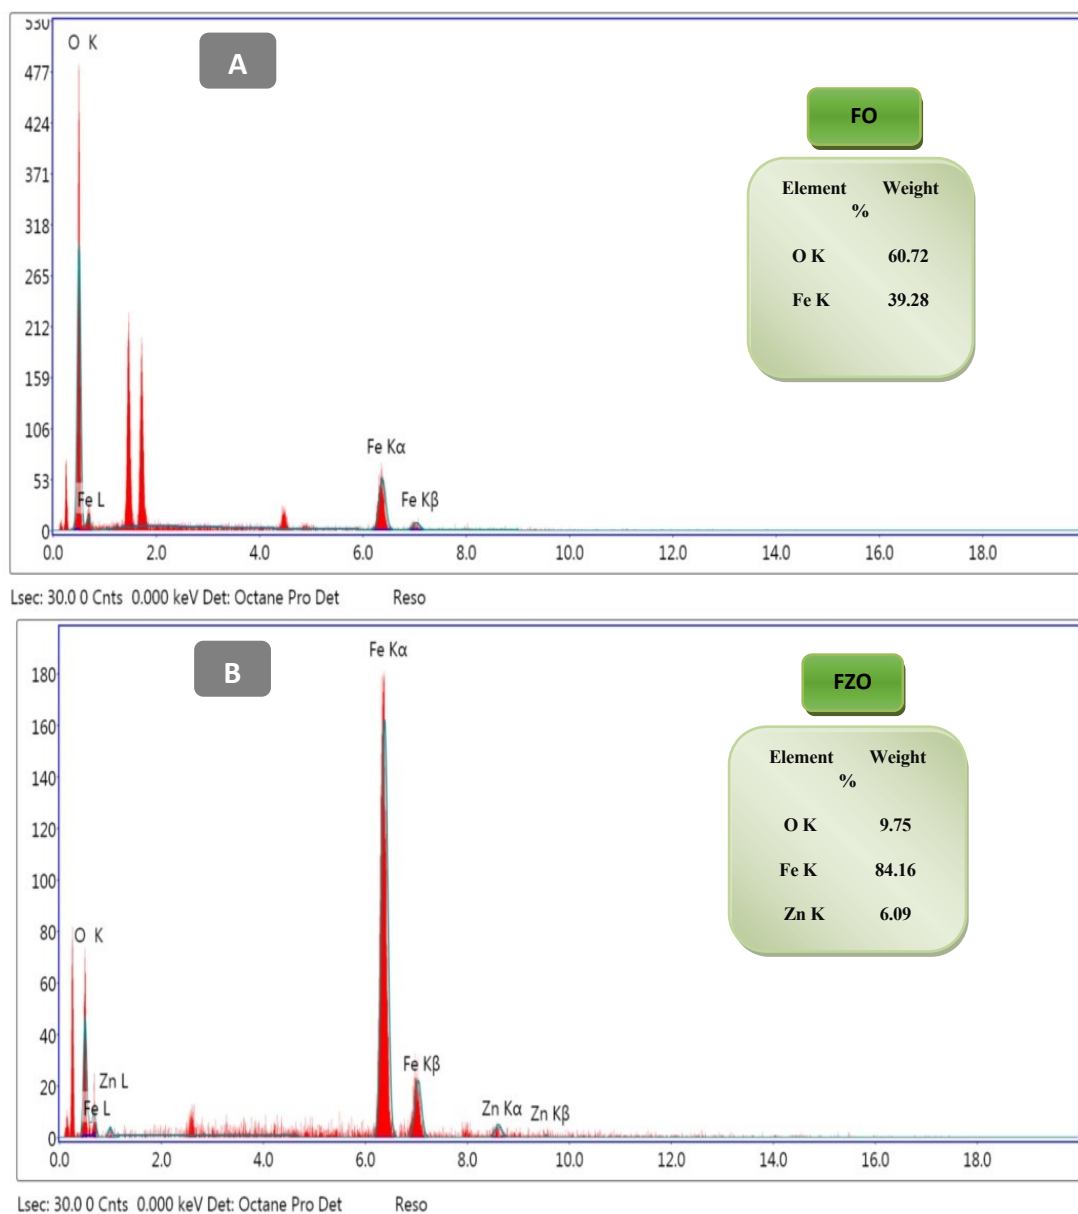 530
O K
A
477
FO
424
371
Element Weight
%
318
O K 60.72
265
Fe K 39.28
212
159
106
Fe Kα
53
Fe L
Fe Kβ
0
0.0 2.0 4.0 6.0 8.0 10.0 12.0 14.0 16.0 18.0
Lsec: 30.0 0 Cnts 0.000 keV Det: Octane Pro Det Reso
Fe Kα
B
180
FZO
160
Element Weight
%
140
120
O K 9.75
100
Fe K 84.16
Zn K 6.09
80
O K
60
40
Fe Kβ
20
Zn L
Fe L
Zn Kα Zn Kβ
0
0.0 2.0 4.0 6.0 8.0 10.0 12.0 14.0 16.0 18.0
Lsec: 30.0 0 Cnts 0.000 keV Det: Octane Pro Det Reso